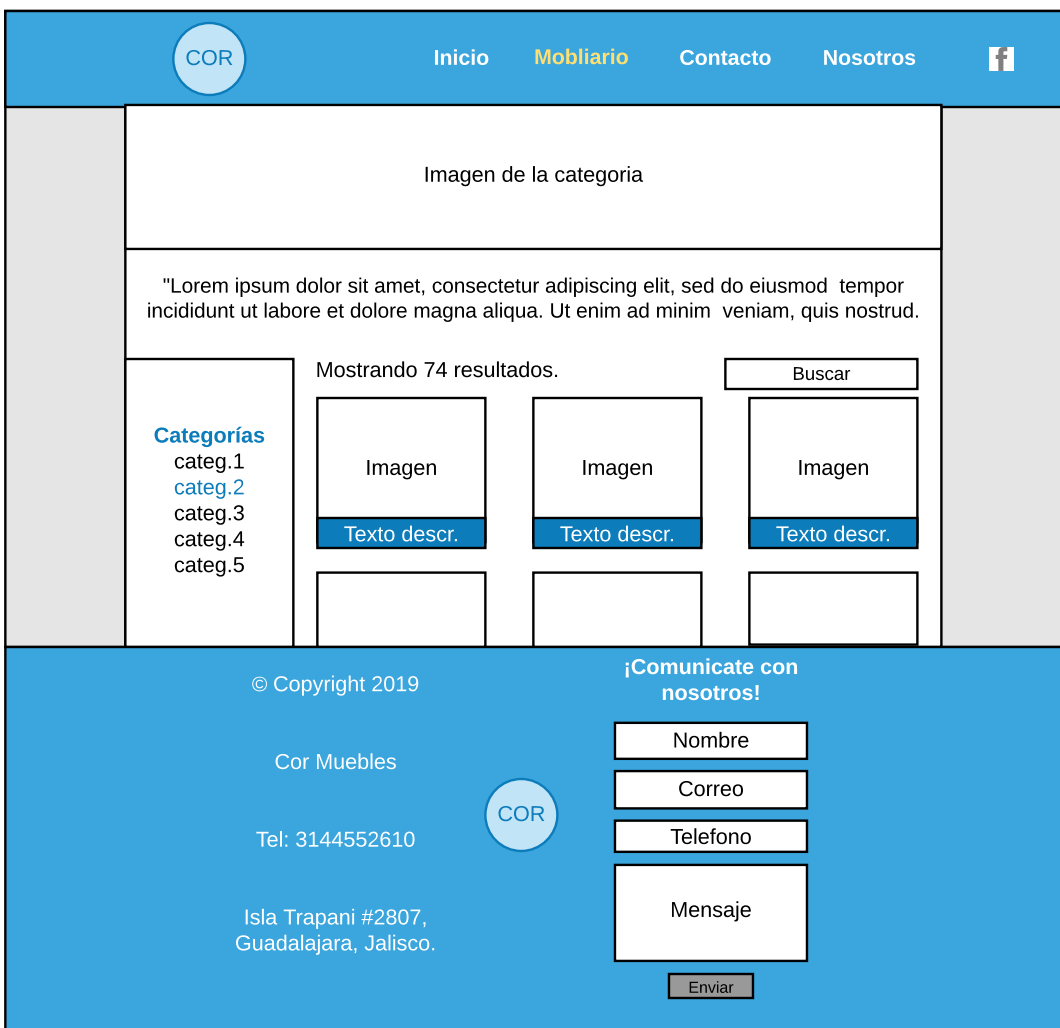 COR
Inicio
Mobliario
Contacto
Nosotros
f
Imagen de la categoria
"Lorem ipsum dolor sit amet, consectetur adipiscing elit, sed do eiusmod  tempor
incididunt ut labore et dolore magna aliqua. Ut enim ad minim  veniam, quis nostrud.
Categorías
categ.1
categ.2
categ.3
categ.4
categ.5
Mostrando 74 resultados.
Buscar
Imagen
Imagen
Imagen
Texto descr.
Texto descr.
Texto descr.
© Copyright 2019
Cor Muebles
Tel: 3144552610
Isla Trapani #2807,
Guadalajara, Jalisco.
COR
¡Comunicate con
nosotros!
Nombre
Correo
Telefono
Mensaje
Enviar